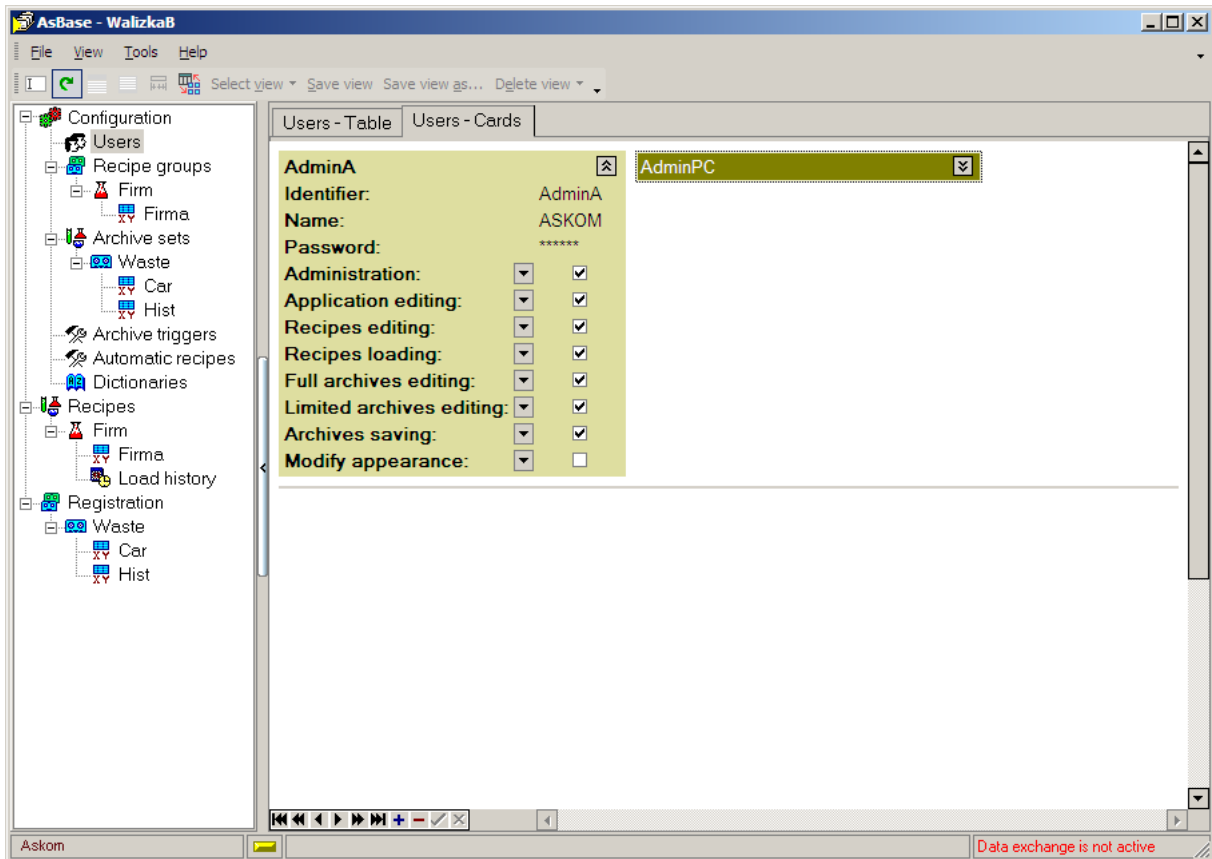 AsBase - WalizkaB
File View Tools Help
Select view Save view Save view as... Delete view
Configuration
Users
Recipe groups
Firm
Firma
Archive sets
Waste
Car
Hist
Archive triggers
Automatic recipes
Dictionaries
Recipes
Firm
Firma
Load history
Registration
Waste
Car
Hist
Users - Table Users - Cards
AdminA
Identifier: AdminA
Name: ASKOM
Password: ******
Administration:
Application editing:
Recipes editing:
Recipes loading:
Full archives editing:
Limited archives editing:
Archives saving:
Modify appearance:
AdminPC
Askom
Data exchange is not active